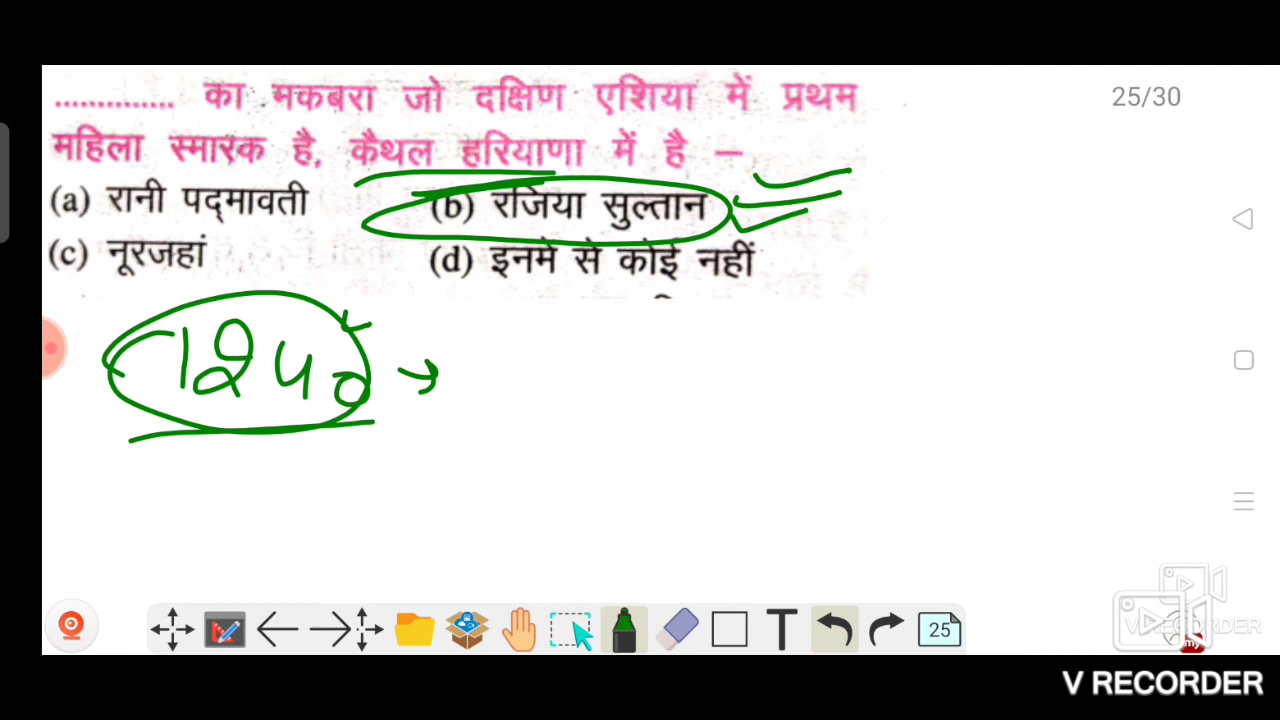 25/30
.............. का मकबरा जो दक्षिण एशिया में प्रथम
महिला स्मारक है, कैथल हरियाणा में है –
(a) रानी पद्मावती (b) रजिया सुल्तान
(c) नूरजहां (d) इनमे से कोई नहीं
1240 →
T 25
V RECORDER
V RECORDER